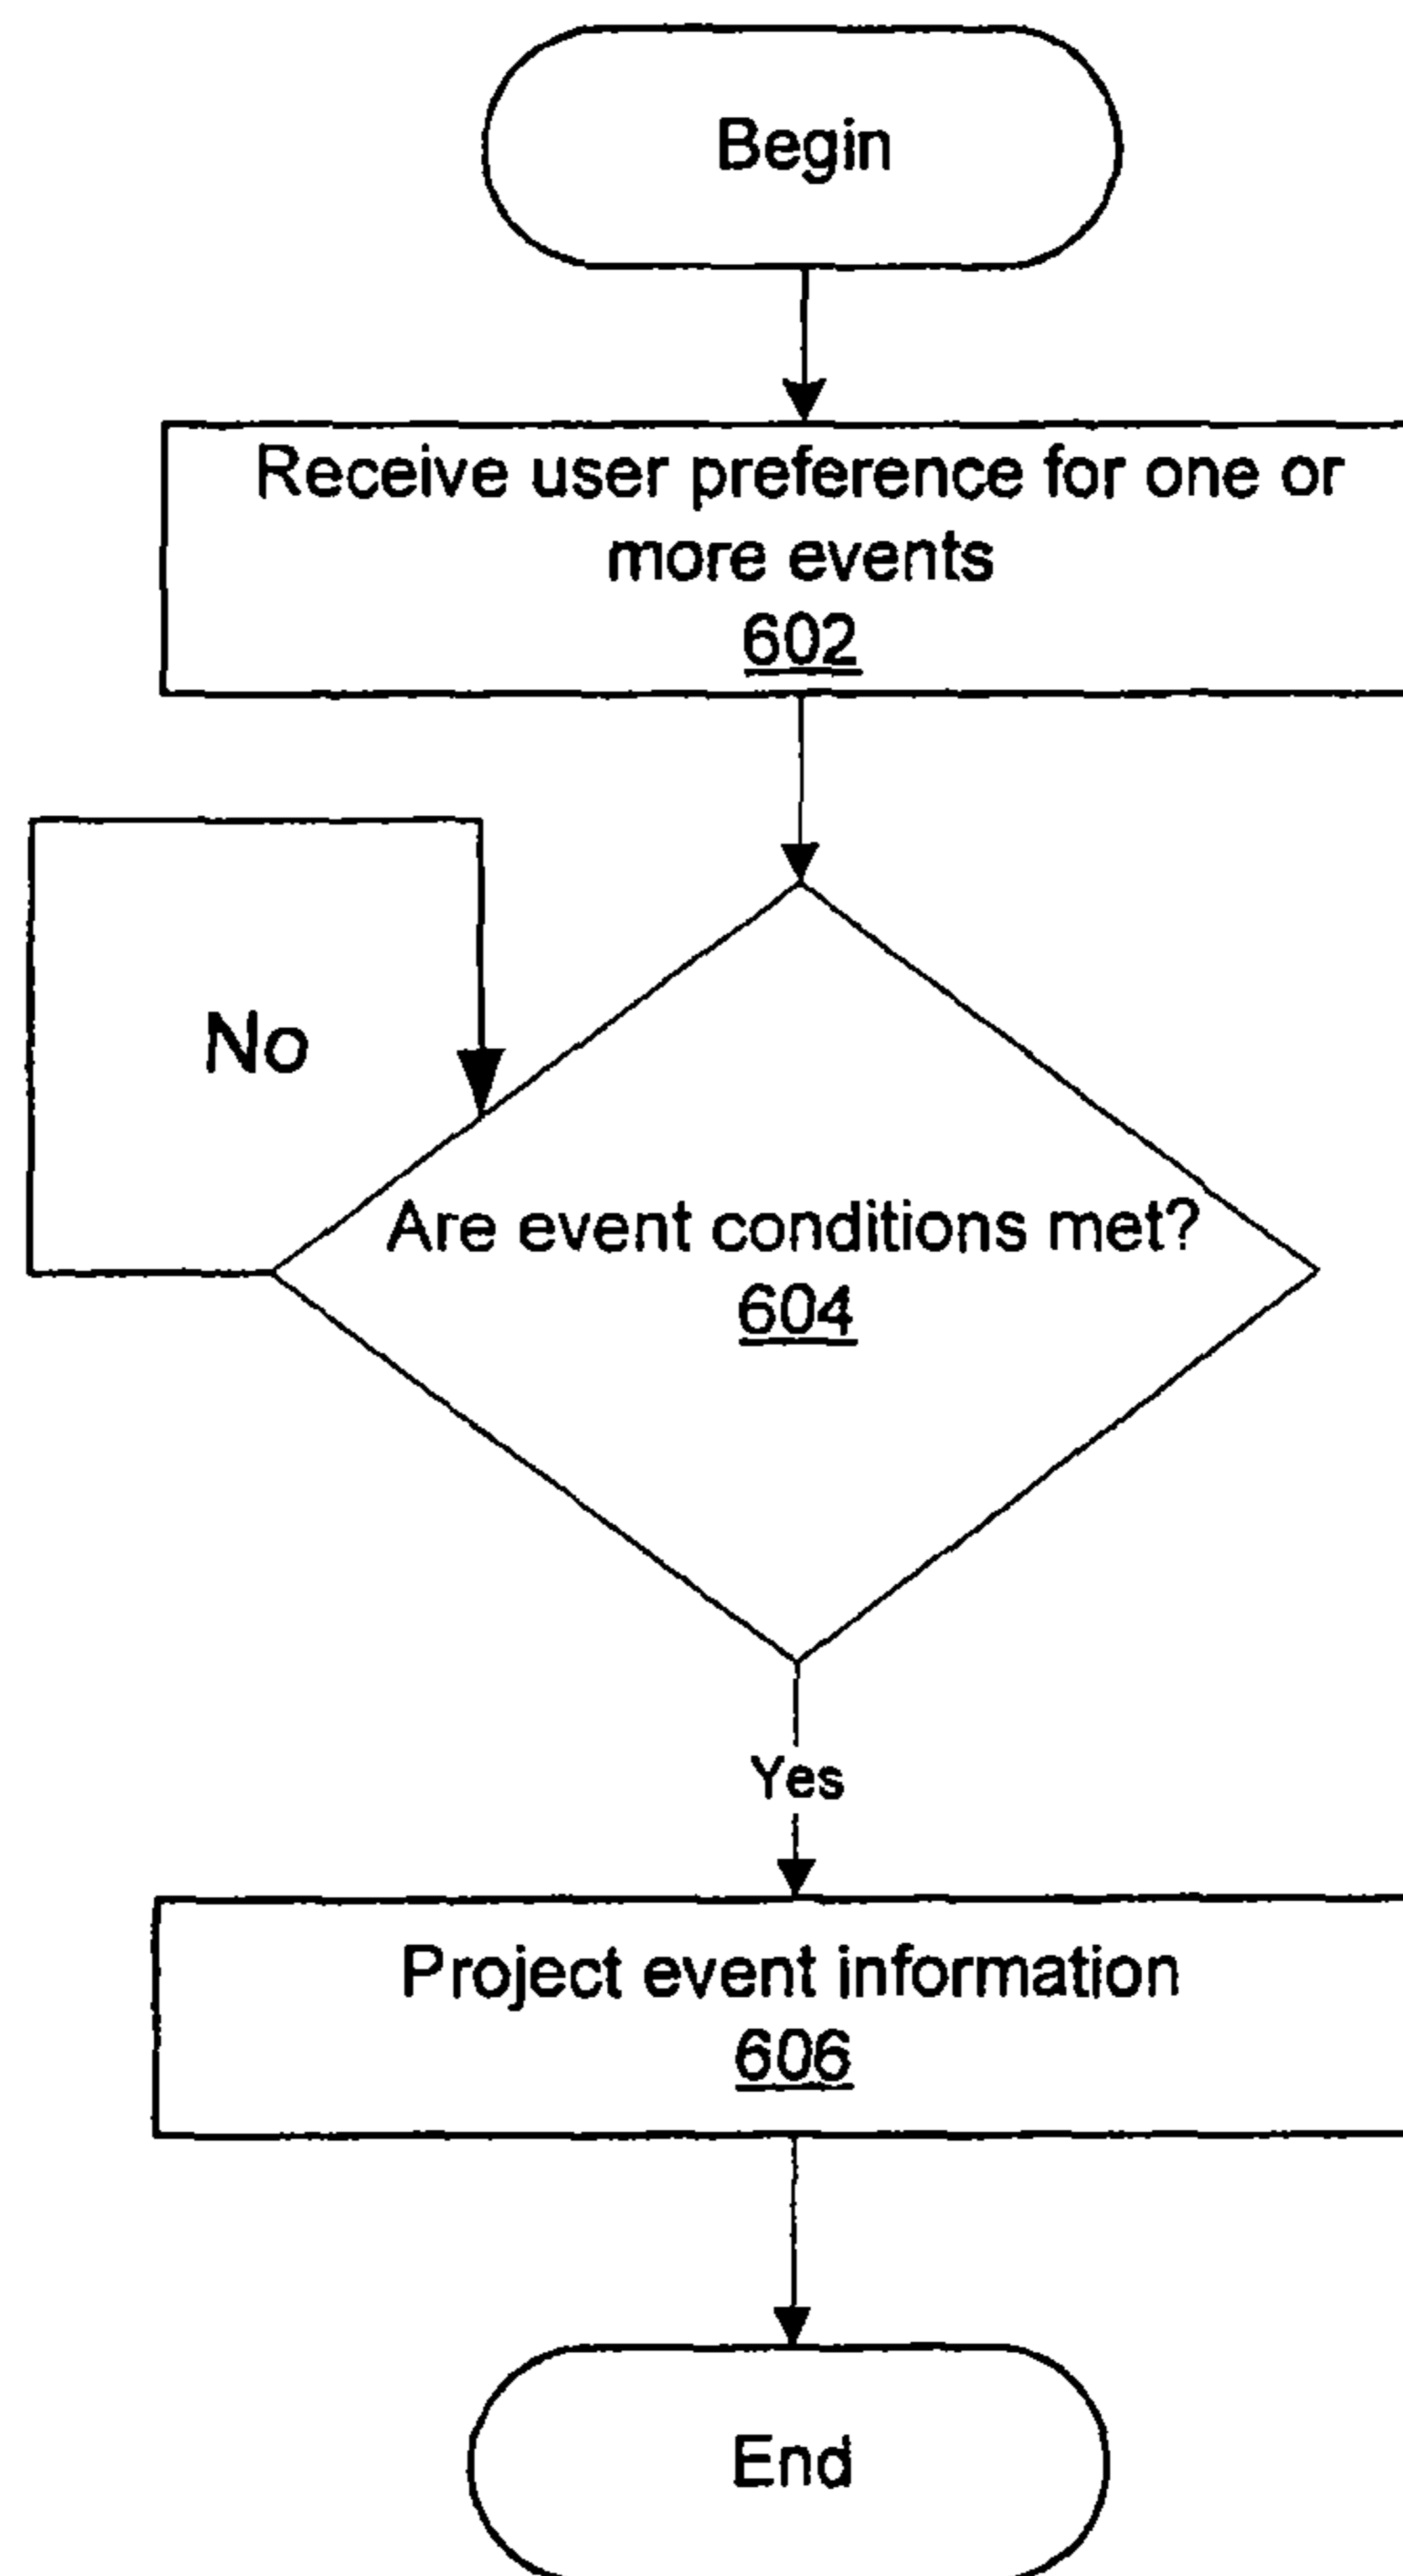 Begin
Receive user preference for one or
more events
602
No
Are event conditions met?
604
Yes
Project event information
606
End